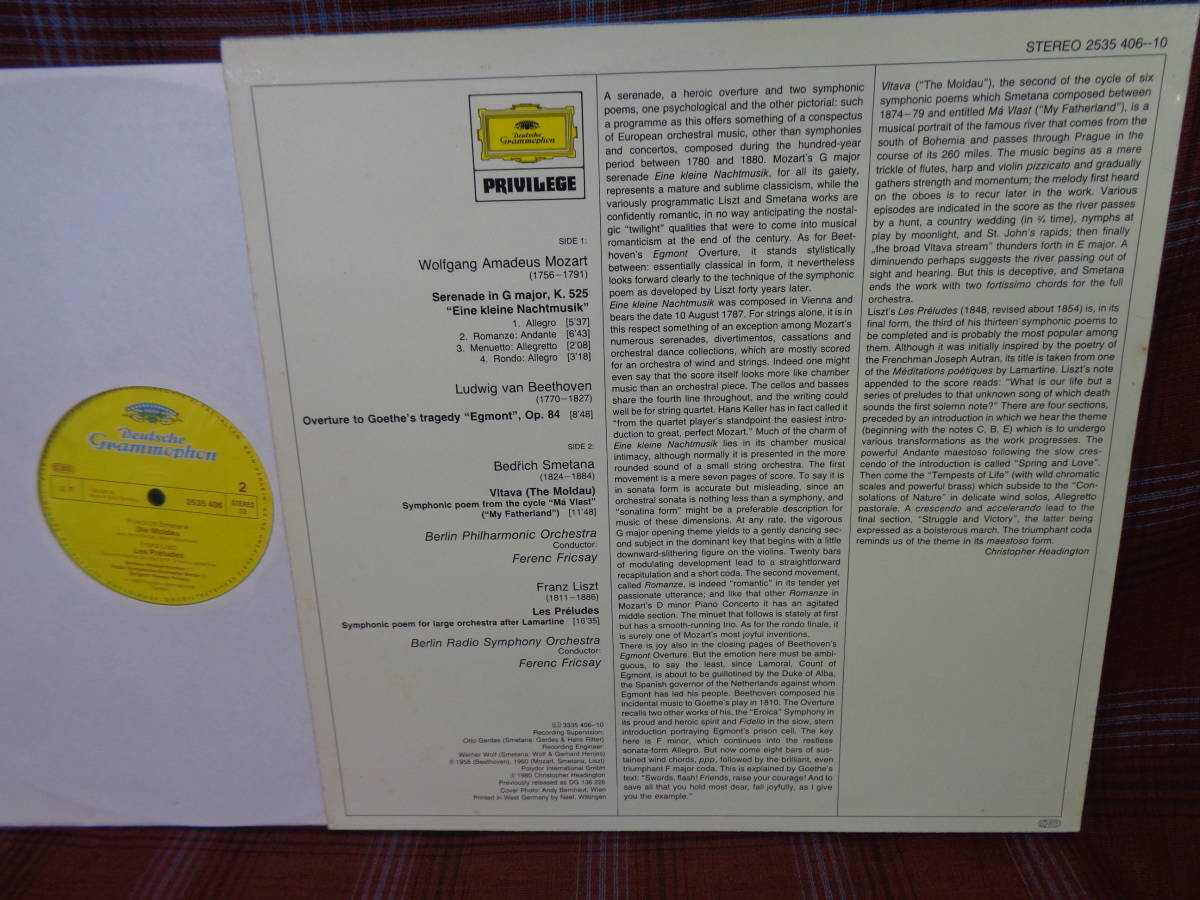 STEREO 2535 406–10
Deutsche
Grammophon
PRIVILEGE
SIDE 1:
Wolfgang Amadeus Mozart
(1756–1791)
Serenade in G major, K. 525
"Eine kleine Nachtmusik"
1. Allegro [5'37]
2. Romanze: Andante [6'43]
3. Menuetto: Allegretto [2'08]
4. Rondo: Allegro [3'18]
Ludwig van Beethoven
(1770–1827)
Overture to Goethe's tragedy "Egmont", Op. 84 [8'48]
SIDE 2:
Bedřich Smetana
(1824–1884)
Vltava (The Moldau)
Symphonic poem from the cycle "Má Vlast"
("My Fatherland") [11'48]
Berlin Philharmonic Orchestra
Conductor:
Ferenc Fricsay
Franz Liszt
(1811–1886)
Les Préludes
Symphonic poem for large orchestra after Lamartine [16'35]
Berlin Radio Symphony Orchestra
Conductor:
Ferenc Fricsay
3335 406–10
Recording Supervision:
Otto Gerdes (Smetana: Gerdes & Hans Ritter)
Recording Engineer:
Werner Wolf (Smetana: Wolf & Gerhard Henjes)
℗ 1958 (Beethoven), 1960 (Mozart, Smetana, Liszt)
Polydor International GmbH
© 1980 Christopher Headington
Previously released as DG 136 226
Cover Photo: Andy Bernhaut, Wien
Printed in West Germany by Neef, Wittingen
A serenade, a heroic overture and two symphonic
poems, one psychological and the other pictorial: such
a programme as this offers something of a conspectus
of European orchestral music, other than symphonies
and concertos, composed during the hundred-year
period between 1780 and 1880. Mozart's G major
serenade Eine kleine Nachtmusik, for all its gaiety,
represents a mature and sublime classicism, while the
variously programmatic Liszt and Smetana works are
confidently romantic, in no way anticipating the nostal-
gic "twilight" qualities that were to come into musical
romanticism at the end of the century. As for Beet-
hoven's Egmont Overture, it stands stylistically
between: essentially classical in form, it nevertheless
looks forward clearly to the technique of the symphonic
poem as developed by Liszt forty years later.
Eine kleine Nachtmusik was composed in Vienna and
bears the date 10 August 1787. For strings alone, it is in
this respect something of an exception among Mozart's
numerous serenades, divertimentos, cassations and
orchestral dance collections, which are mostly scored
for an orchestra of wind and strings. Indeed one might
even say that the score itself looks more like chamber
music than an orchestral piece. The cellos and basses
share the fourth line throughout, and the writing could
well be for string quartet. Hans Keller has in fact called it
"from the quartet player's standpoint the easiest intro-
duction to great, perfect Mozart." Much of the charm of
Eine kleine Nachtmusik lies in its chamber musical
intimacy, although normally it is presented in the more
rounded sound of a small string orchestra. The first
movement is a mere seven pages of score. To say it is
in sonata form is accurate but misleading, since an
orchestral sonata is nothing less than a symphony, and
"sonatina form" might be a preferable description for
music of these dimensions. At any rate, the vigorous
G major opening theme yields to a gently dancing sec-
ond subject in the dominant key that begins with a little
downward-slithering figure on the violins. Twenty bars
of modulating development lead to a straightforward
recapitulation and a short coda. The second movement,
called Romanze, is indeed "romantic" in its tender yet
passionate utterance; and like that other Romanze in
Mozart's D minor Piano Concerto it has an agitated
middle section. The minuet that follows is stately at first
but has a smooth-running trio. As for the rondo finale, it
is surely one of Mozart's most joyful inventions.
There is joy also in the closing pages of Beethoven's
Egmont Overture. But the emotion here must be ambi-
guous, to say the least, since Lamoral, Count of
Egmont, is about to be guillotined by the Duke of Alba,
the Spanish governor of the Netherlands against whom
Egmont has led his people. Beethoven composed his
incidental music to Goethe's play in 1810. The Overture
recalls two other works of his, the "Eroica" Symphony in
its proud and heroic spirit and Fidelio in the slow, stern
introduction portraying Egmont's prison cell. The key
here is F minor, which continues into the restless
sonata-form Allegro. But now come eight bars of sus-
tained wind chords, ppp, followed by the brilliant, even
triumphant F major coda. This is explained by Goethe's
text: "Swords, flash! Friends, raise your courage! And to
save all that you hold most dear, fall joyfully, as I give
you the example."
Vltava ("The Moldau"), the second of the cycle of six
symphonic poems which Smetana composed between
1874–79 and entitled Má Vlast ("My Fatherland"), is a
musical portrait of the famous river that comes from the
south of Bohemia and passes through Prague in the
course of its 260 miles. The music begins as a mere
trickle of flutes, harp and violin pizzicato and gradually
gathers strength and momentum; the melody first heard
on the oboes is to recur later in the work. Various
episodes are indicated in the score as the river passes
by a hunt, a country wedding (in ²⁄₄ time), nymphs at
play by moonlight, and St. John's rapids; then finally
„the broad Vltava stream" thunders forth in E major. A
diminuendo perhaps suggests the river passing out of
sight and hearing. But this is deceptive, and Smetana
ends the work with two fortissimo chords for the full
orchestra.
Liszt's Les Préludes (1848, revised about 1854) is, in its
final form, the third of his thirteen symphonic poems to
be completed and is probably the most popular among
them. Although it was initially inspired by the poetry of
the Frenchman Joseph Autran, its title is taken from one
of the Méditations poétiques by Lamartine. Liszt's note
appended to the score reads: "What is our life but a
series of preludes to that unknown song of which death
sounds the first solemn note?" There are four sections,
preceded by an introduction in which we hear the theme
(beginning with the notes C, B, E) which is to undergo
various transformations as the work progresses. The
powerful Andante maestoso following the slow cres-
cendo of the introduction is called "Spring and Love".
Then come the "Tempests of Life" (with wild chromatic
scales and powerful brass) which subside to the "Con-
solations of Nature" in delicate wind solos, Allegretto
pastorale. A crescendo and accelerando lead to the
final section, "Struggle and Victory", the latter being
expressed as a boisterous march. The triumphant coda
reminds us of the theme in its maestoso form.
Christopher Headington
Deutsche
Grammophon
2
2535 406
STEREO
33
Die Moldau
Les Préludes